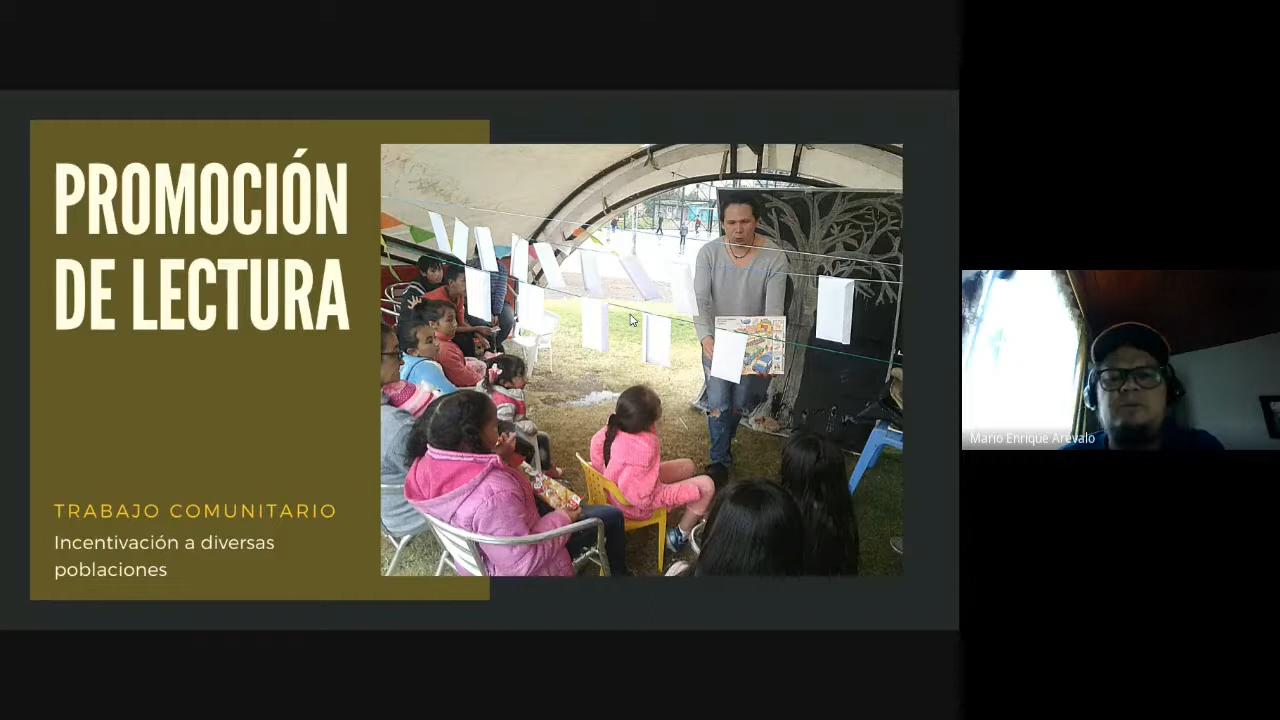 PROMOCIÓN
DE LECTURA
TRABAJO COMUNITARIO
Incentivación a diversas
poblaciones
Mario Enrique Arevalo